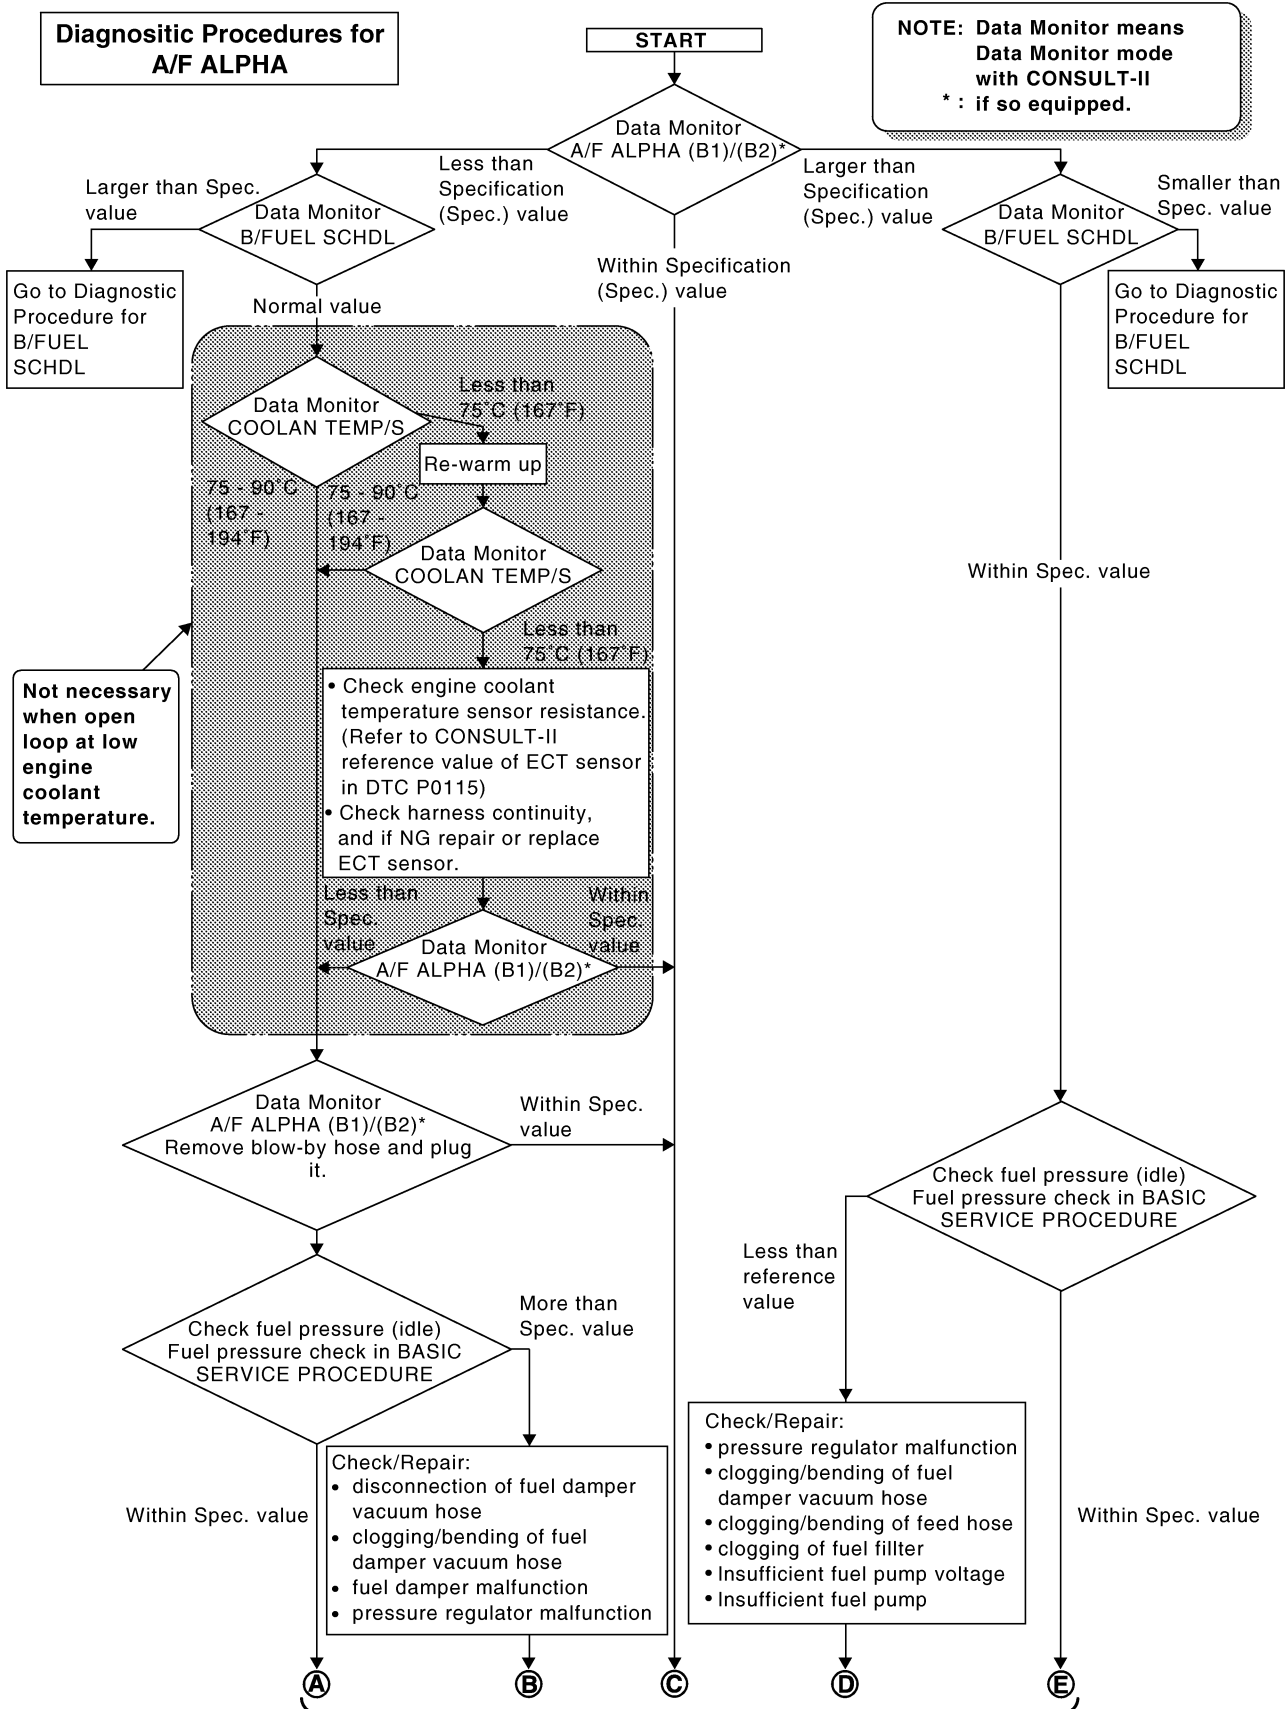 Diagnositic Procedures for
A/F ALPHA
START
NOTE: Data Monitor means
Data Monitor mode
with CONSULT-II
* : if so equipped.
Data Monitor
A/F ALPHA (B1)/(B2)*
Less than
Specification
(Spec.) value
Larger than
Specification
(Spec.) value
Within Specification
(Spec.) value
Larger than Spec.
value
Data Monitor
B/FUEL SCHDL
Data Monitor
B/FUEL SCHDL
Smaller than
Spec. value
Go to Diagnostic
Procedure for
B/FUEL
SCHDL
Normal value
Go to Diagnostic
Procedure for
B/FUEL
SCHDL
Data Monitor
COOLAN TEMP/S
Less than
75˚C (167˚F)
Re-warm up
75 - 90˚C
(167 -
194˚F)
75 - 90˚C
(167 -
194˚F)
Data Monitor
COOLAN TEMP/S
Within Spec. value
Less than
75˚C (167˚F)
Not necessary
when open
loop at low
engine
coolant
temperature.
• Check engine coolant
temperature sensor resistance.
(Refer to CONSULT-II
reference value of ECT sensor
in DTC P0115)
• Check harness continuity,
and if NG repair or replace
ECT sensor.
Less than
Spec.
value
Within
Spec.
value
Data Monitor
A/F ALPHA (B1)/(B2)*
Data Monitor
A/F ALPHA (B1)/(B2)*
Remove blow-by hose and plug
it.
Within Spec.
value
Check fuel pressure (idle)
Fuel pressure check in BASIC
SERVICE PROCEDURE
Less than
reference
value
Check fuel pressure (idle)
Fuel pressure check in BASIC
SERVICE PROCEDURE
More than
Spec. value
Within Spec. value
Check/Repair:
• disconnection of fuel damper
vacuum hose
• clogging/bending of fuel
damper vacuum hose
• fuel damper malfunction
• pressure regulator malfunction
Check/Repair:
• pressure regulator malfunction
• clogging/bending of fuel
damper vacuum hose
• clogging/bending of feed hose
• clogging of fuel fillter
• Insufficient fuel pump voltage
• Insufficient fuel pump
Within Spec. value
A
B
C
D
E